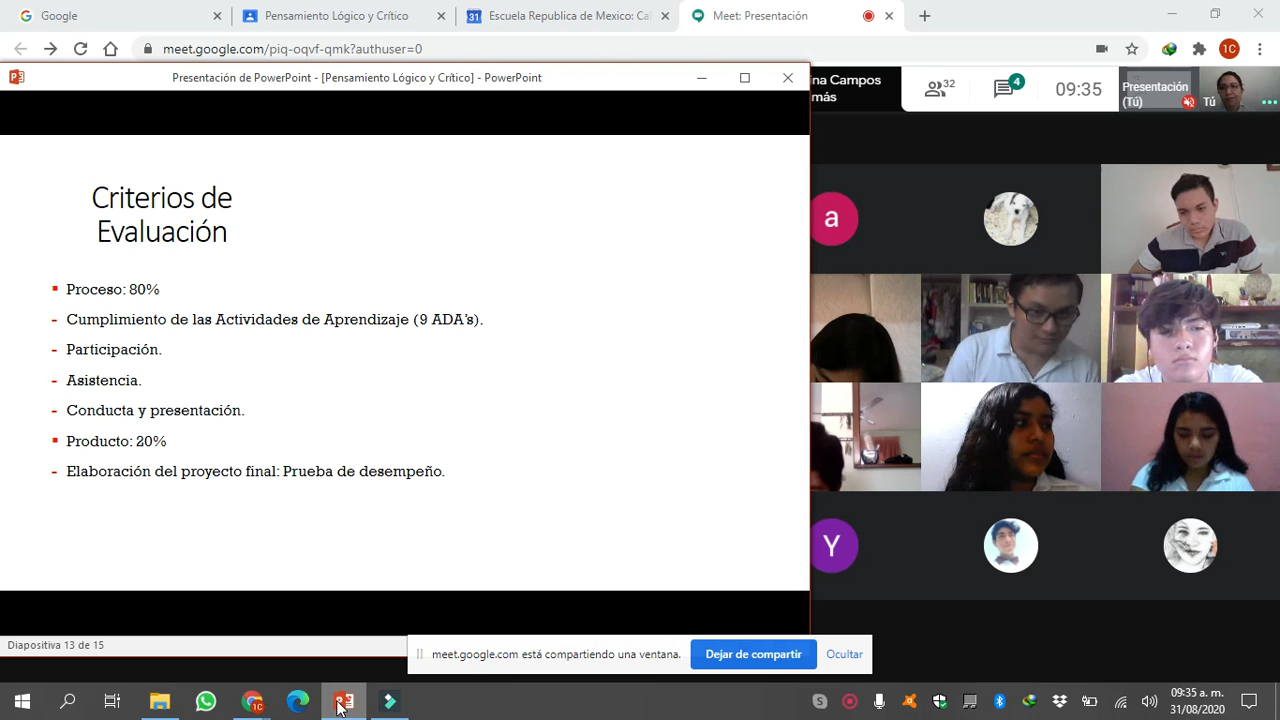 Google
Pensamiento Lógico y Crítico
Escuela Republica de Mexico: Cal
Meet: Presentación
meet.google.com/piq-oqvf-qmk?authuser=0
1C
Presentación de PowerPoint - [Pensamiento Lógico y Crítico] - PowerPoint
na Campos
más
32
4
09:35
Presentación
(Tú)
Tú
Criterios de
Evaluación
Proceso: 80%
- Cumplimiento de las Actividades de Aprendizaje (9 ADA's).
- Participación.
- Asistencia.
- Conducta y presentación.
Producto: 20%
- Elaboración del proyecto final: Prueba de desempeño.
a
Y
Diapositiva 13 de 15
meet.google.com está compartiendo una ventana.
Dejar de compartir
Ocultar
09:35 a. m.
31/08/2020